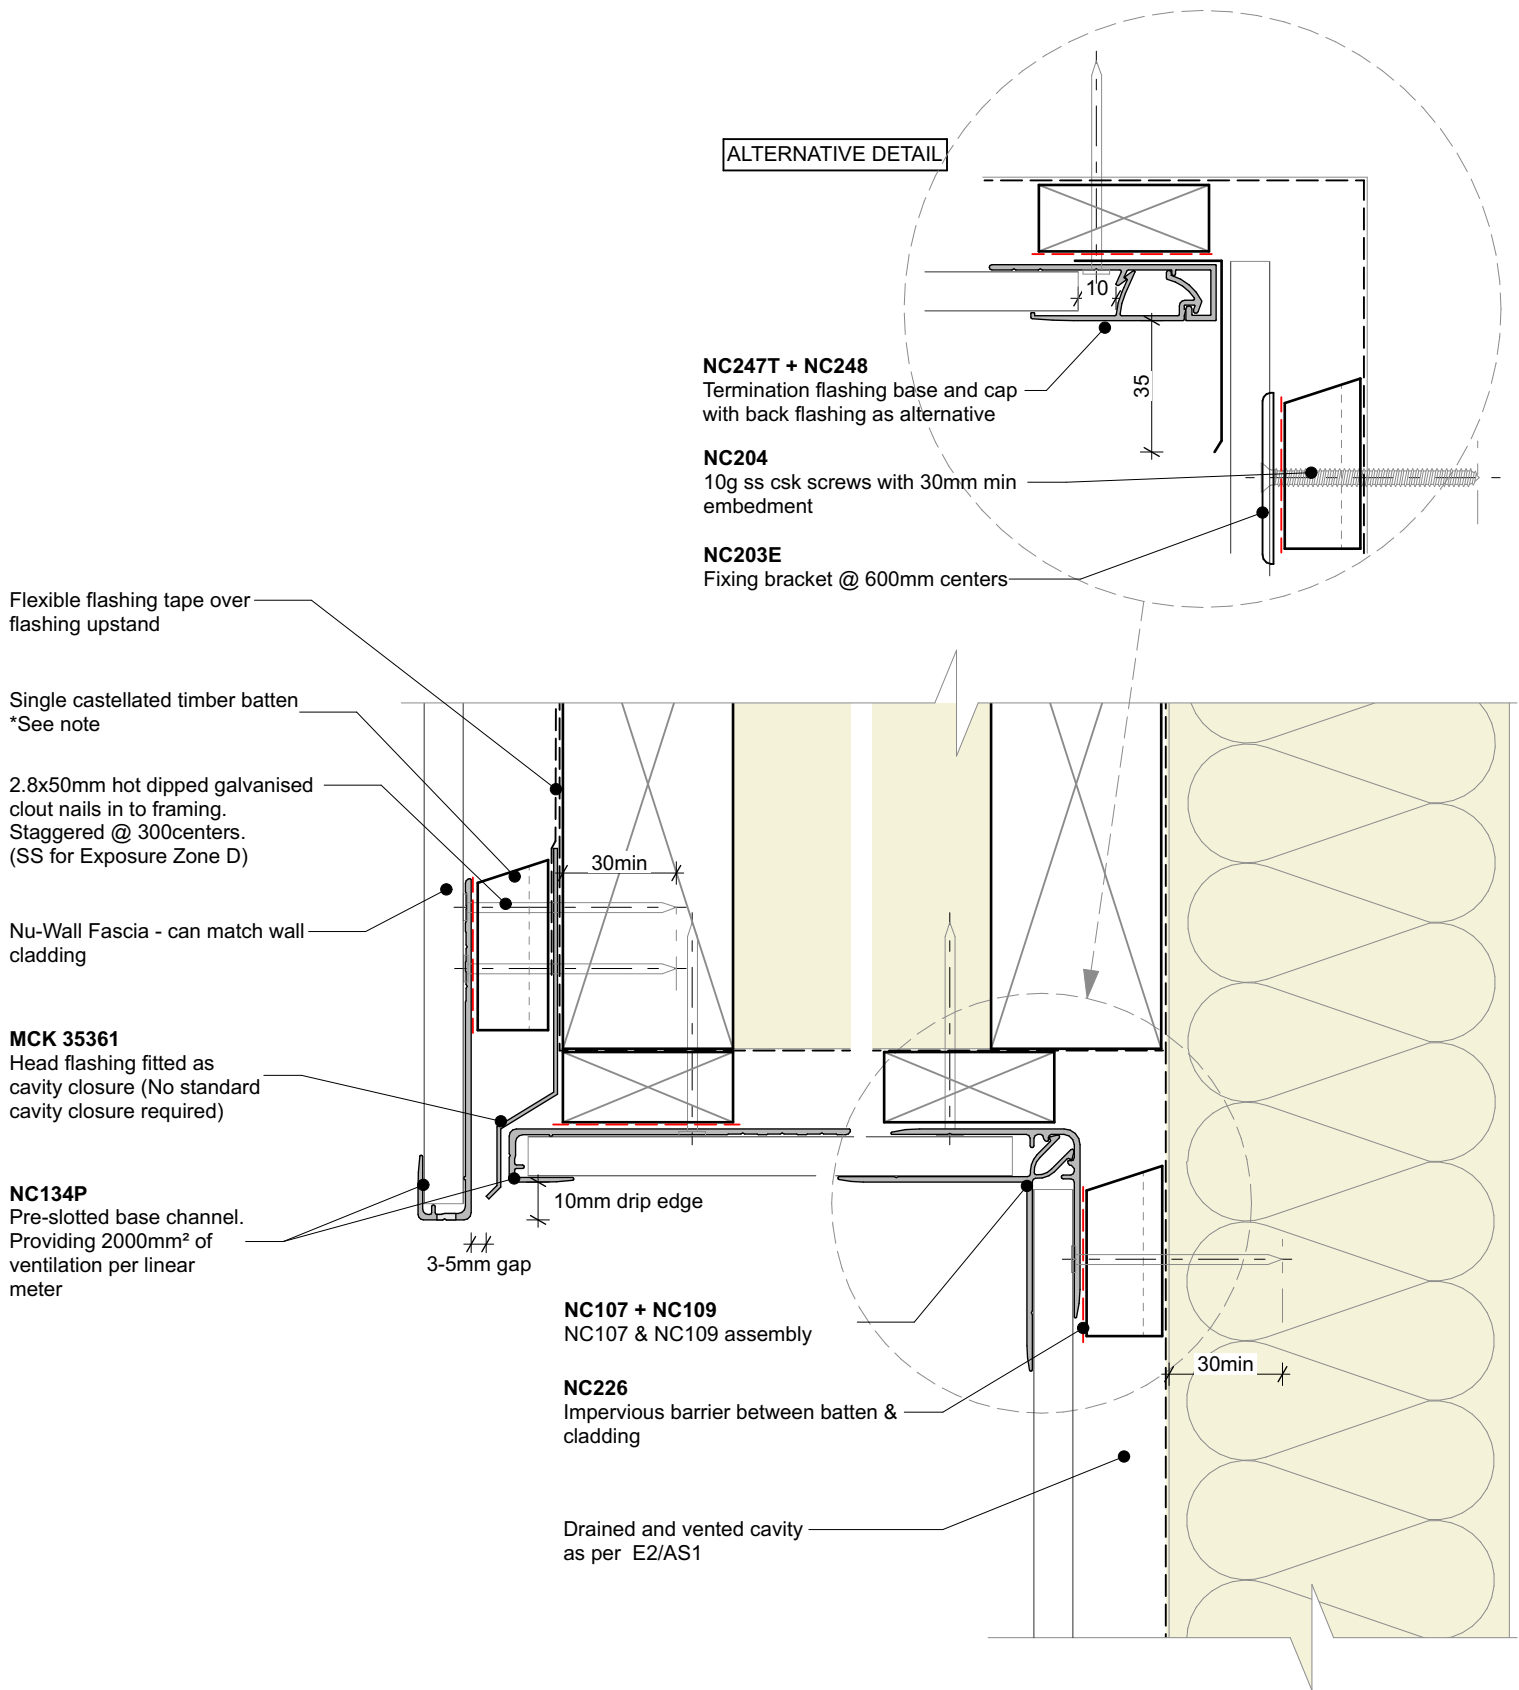 ALTERNATIVE DETAIL
10
35
NC247T + NC248
Termination flashing base and cap
with back flashing as alternative
NC204
10g ss csk screws with 30mm min
embedment
NC203E
Fixing bracket @ 600mm centers
Flexible flashing tape over
flashing upstand
Single castellated timber batten
*See note
2.8x50mm hot dipped galvanised
clout nails in to framing.
Staggered @ 300centers.
(SS for Exposure Zone D)
30min
Nu-Wall Fascia - can match wall
cladding
MCK 35361
Head flashing fitted as
cavity closure (No standard
cavity closure required)
NC134P
Pre-slotted base channel.
Providing 2000mm² of
ventilation per linear
meter
10mm drip edge
3-5mm gap
NC107 + NC109
NC107 & NC109 assembly
NC226
Impervious barrier between batten &
cladding
30min
Drained and vented cavity
as per  E2/AS1